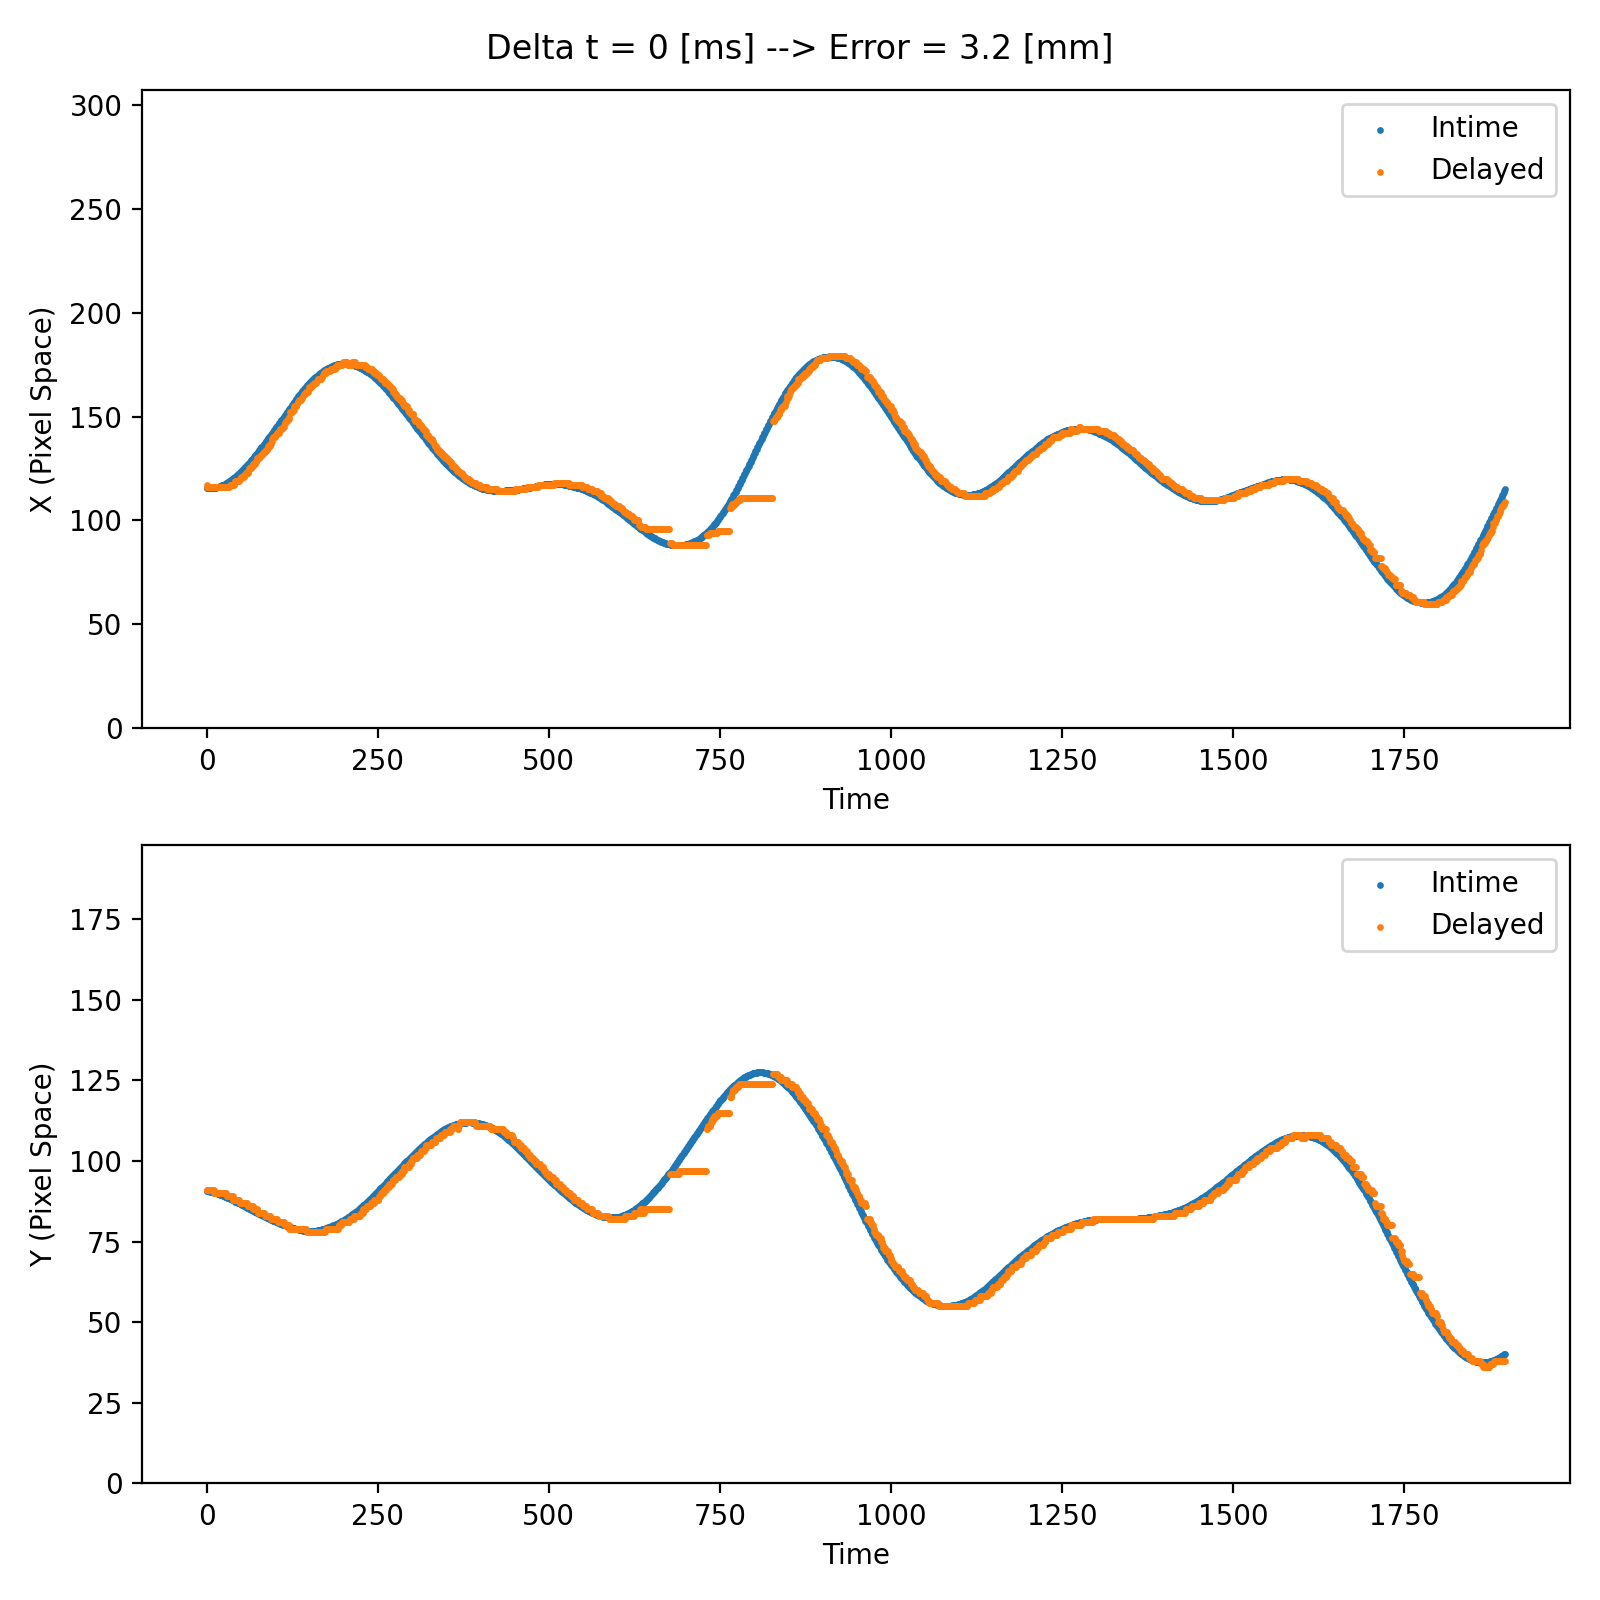 Delta t = 0 [ms] --> Error = 3.2 [mm]
300
250
200
150
100
50
0
X (Pixel Space)
Intime
Delayed
0 250 500 750 1000 1250 1500 1750
Time
175
150
125
100
75
50
25
0
Y (Pixel Space)
Intime
Delayed
0 250 500 750 1000 1250 1500 1750
Time